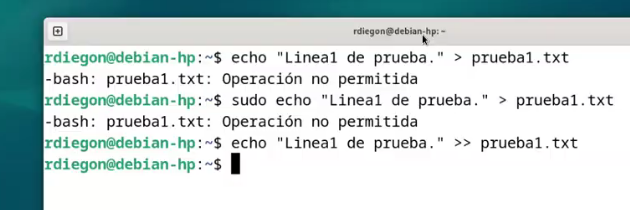 rdiegon@debian-hp: ~
rdiegon@debian-hp:~$ echo "Linea1 de prueba." > prueba1.txt
-bash: prueba1.txt: Operación no permitida
rdiegon@debian-hp:~$ sudo echo "Linea1 de prueba." > prueba1.txt
-bash: prueba1.txt: Operación no permitida
rdiegon@debian-hp:~$ echo "Linea1 de prueba." >> prueba1.txt
rdiegon@debian-hp:~$